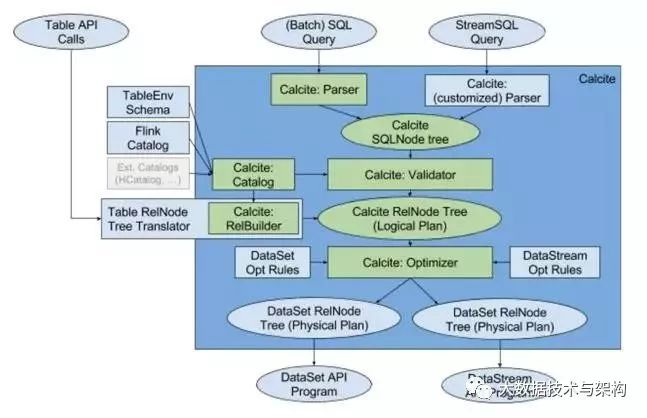 Table API
Calls
(Batch) SQL
Query
StreamSQL
Query
Calcite
Calcite: Parser
Calcite:
(customized) Parser
TableEnv
Schema
Calcite
SQLNode tree
Flink
Catalog
Ext. Catalogs
(HCatalog, ...)
Calcite:
Catalog
Calcite: Validator
Table RelNode
Tree Translator
Calcite:
RelBuilder
Calcite RelNode Tree
(Logical Plan)
DataSet
Opt Rules
Calcite: Optimizer
DataStream
Opt Rules
DataSet RelNode
Tree (Physical Plan)
DataSet RelNode
Tree (Physical Plan)
DataSet API
Program
DataStream
API Program
大数据技术与架构